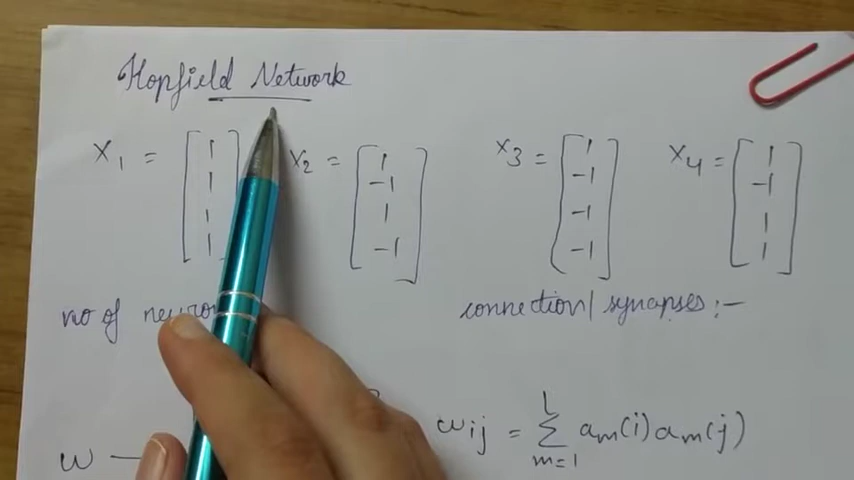 Hopfield Network
X1 = [1 1 1 1] X2 = [1 -1 1 -1] X3 = [1 -1 -1 -1] X4 = [1 -1 1 1]
no of connection/synapses :-
w — wij = Σ m=1 L am(i) am(j)